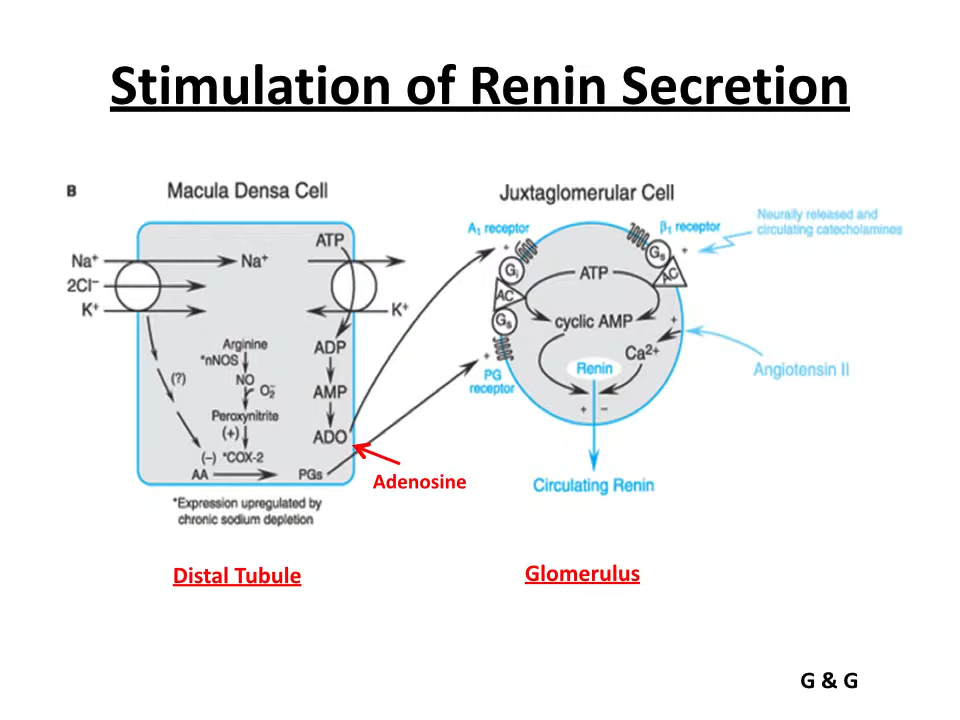 Stimulation of Renin Secretion
B
Macula Densa Cell
Juxtaglomerular Cell
A₁ receptor
β₁ receptor
Neurally released and
circulating catecholamines
ATP
Na⁺
Na⁺
2Cl⁻
K⁺
K⁺
Gᵢ
AC
Gₛ
ATP
Gₛ
AC
+
+
cyclic AMP
+
Ca²⁺
Angiotensin II
Renin
+
PG
receptor
+ −
Circulating Renin
Arginine
*nNOS
NO
O₂⁻
Peroxynitrite
(+)
(?)
(−) *COX-2
AA
PGs
ADP
AMP
ADO
Adenosine
*Expression upregulated by
chronic sodium depletion
Distal Tubule
Glomerulus
G & G